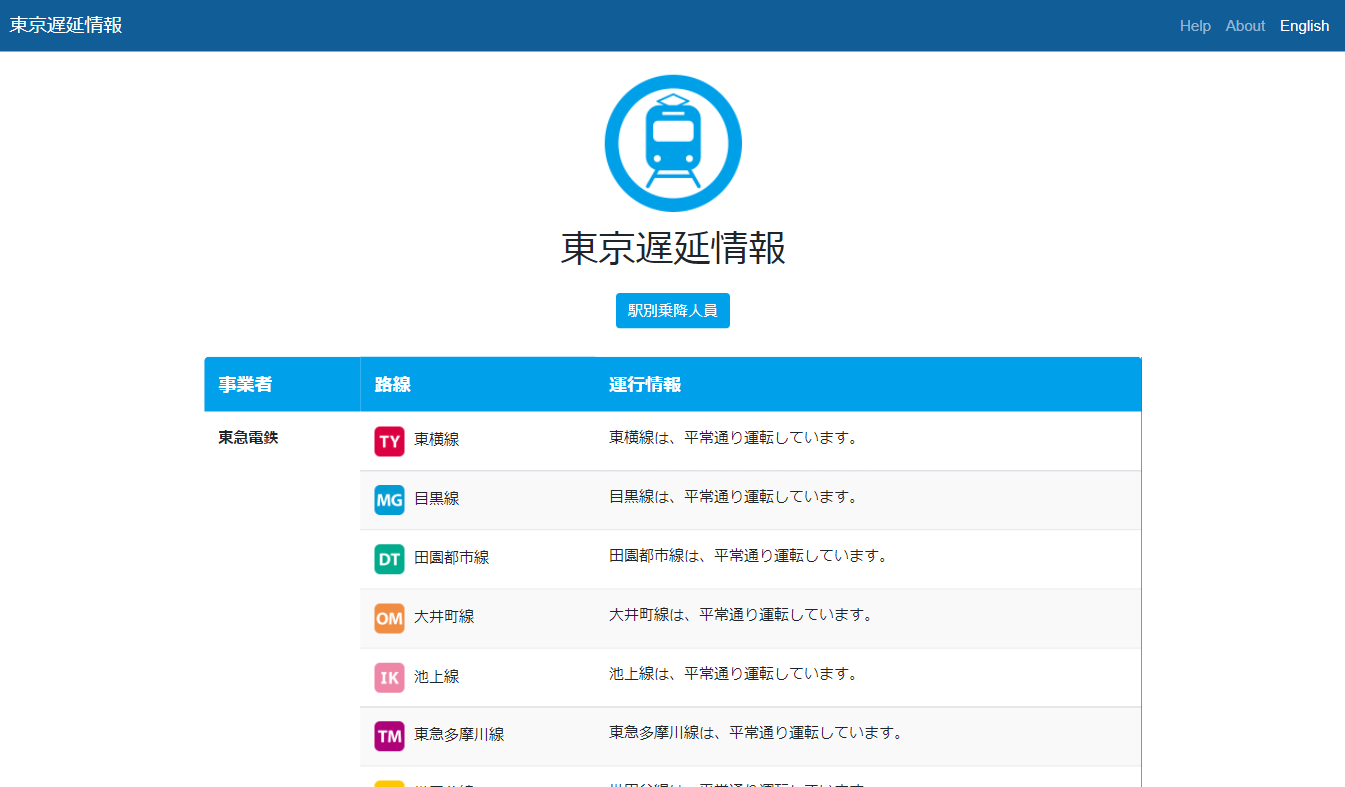 東京遅延情報
Help About English
東京遅延情報
駅別乗降人員
事業者 路線 運行情報
東急電鉄 TY 東横線 東横線は、平常通り運転しています。
MG 目黒線 目黒線は、平常通り運転しています。
DT 田園都市線 田園都市線は、平常通り運転しています。
OM 大井町線 大井町線は、平常通り運転しています。
IK 池上線 池上線は、平常通り運転しています。
TM 東急多摩川線 東急多摩川線は、平常通り運転しています。